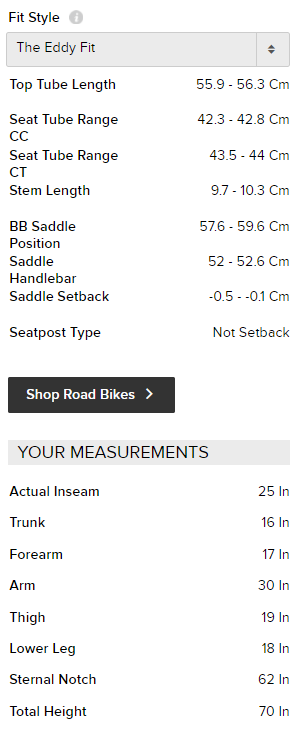 Fit Style
The Eddy Fit
Top Tube Length 55.9 - 56.3 Cm
Seat Tube Range 42.3 - 42.8 Cm
CC
Seat Tube Range 43.5 - 44 Cm
CT
Stem Length 9.7 - 10.3 Cm
BB Saddle 57.6 - 59.6 Cm
Position
Saddle 52 - 52.6 Cm
Handlebar
Saddle Setback -0.5 - -0.1 Cm
Seatpost Type Not Setback
Shop Road Bikes
YOUR MEASUREMENTS
Actual Inseam 25 In
Trunk 16 In
Forearm 17 In
Arm 30 In
Thigh 19 In
Lower Leg 18 In
Sternal Notch 62 In
Total Height 70 In